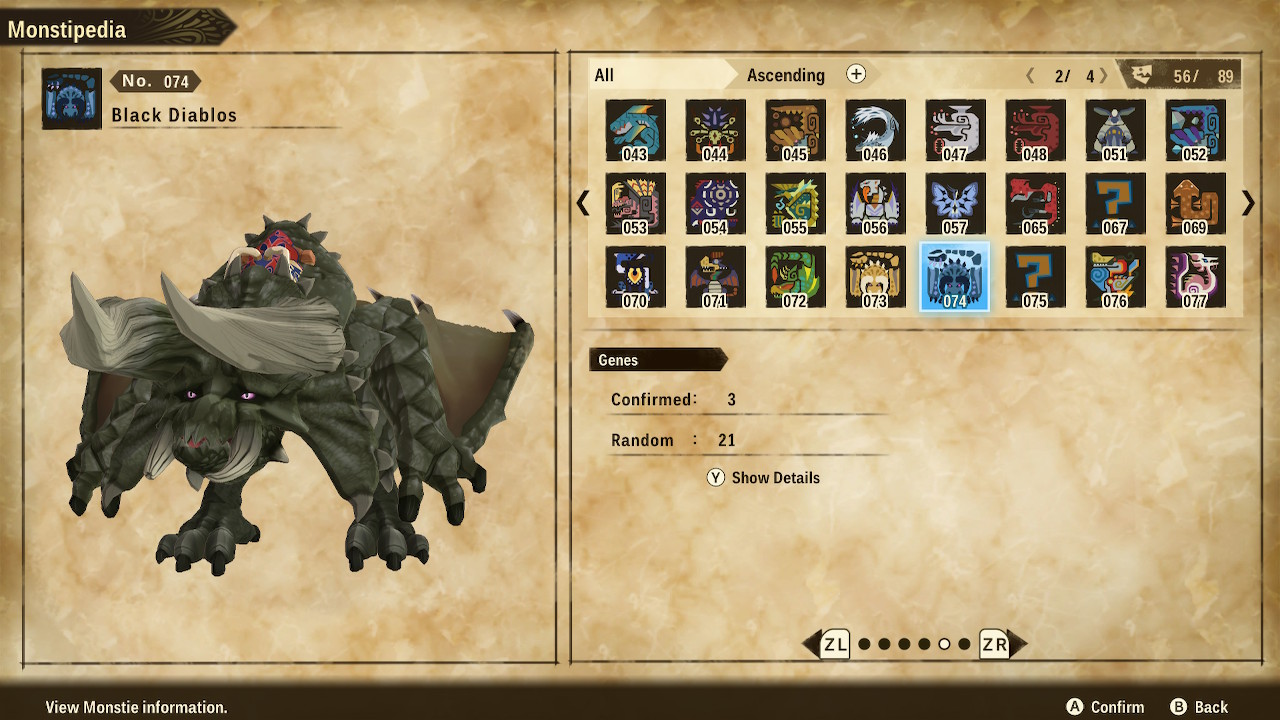 Monstipedia
No. 074
Black Diablos
All
Ascending
2/ 4
56/ 89
043 044 045 046 047 048 051 052
053 054 055 056 057 065 067 069
070 071 072 073 074 075 076 077
Genes
Confirmed: 3
Random : 21
Y Show Details
ZL ZR
View Monstie information.
A Confirm B Back